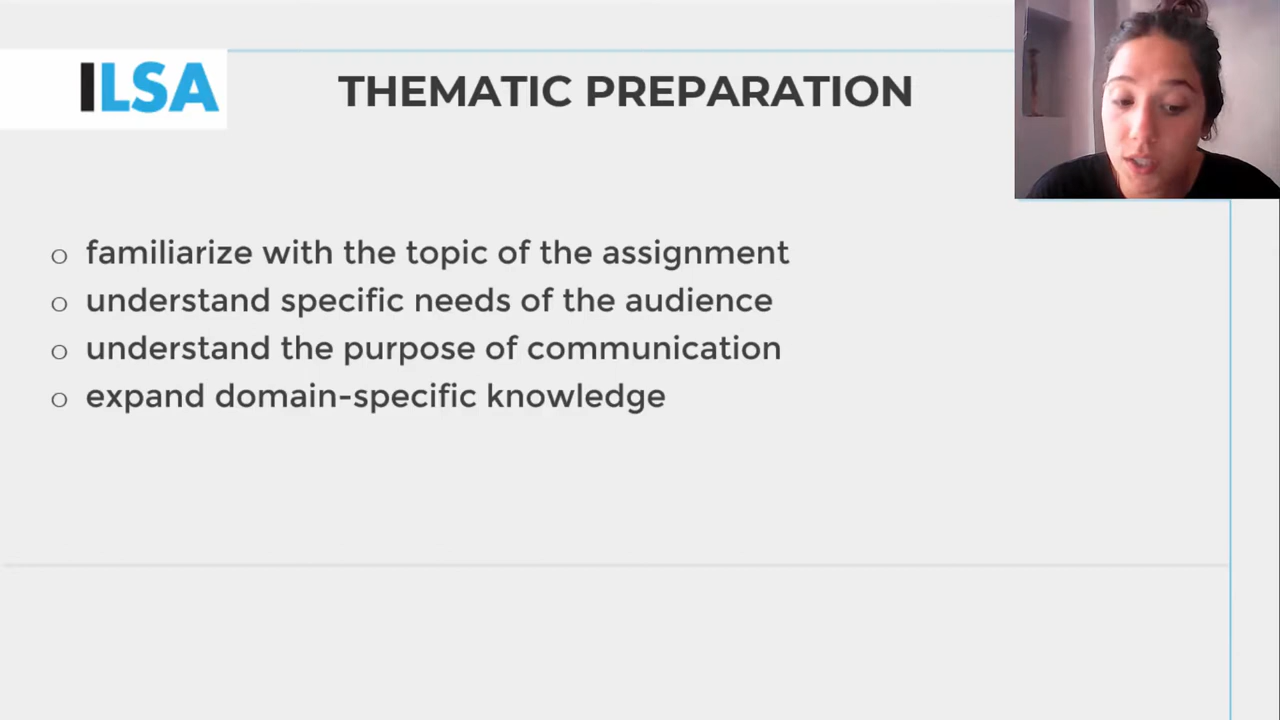 ILSA
THEMATIC PREPARATION
o familiarize with the topic of the assignment
o understand specific needs of the audience
o understand the purpose of communication
o expand domain-specific knowledge